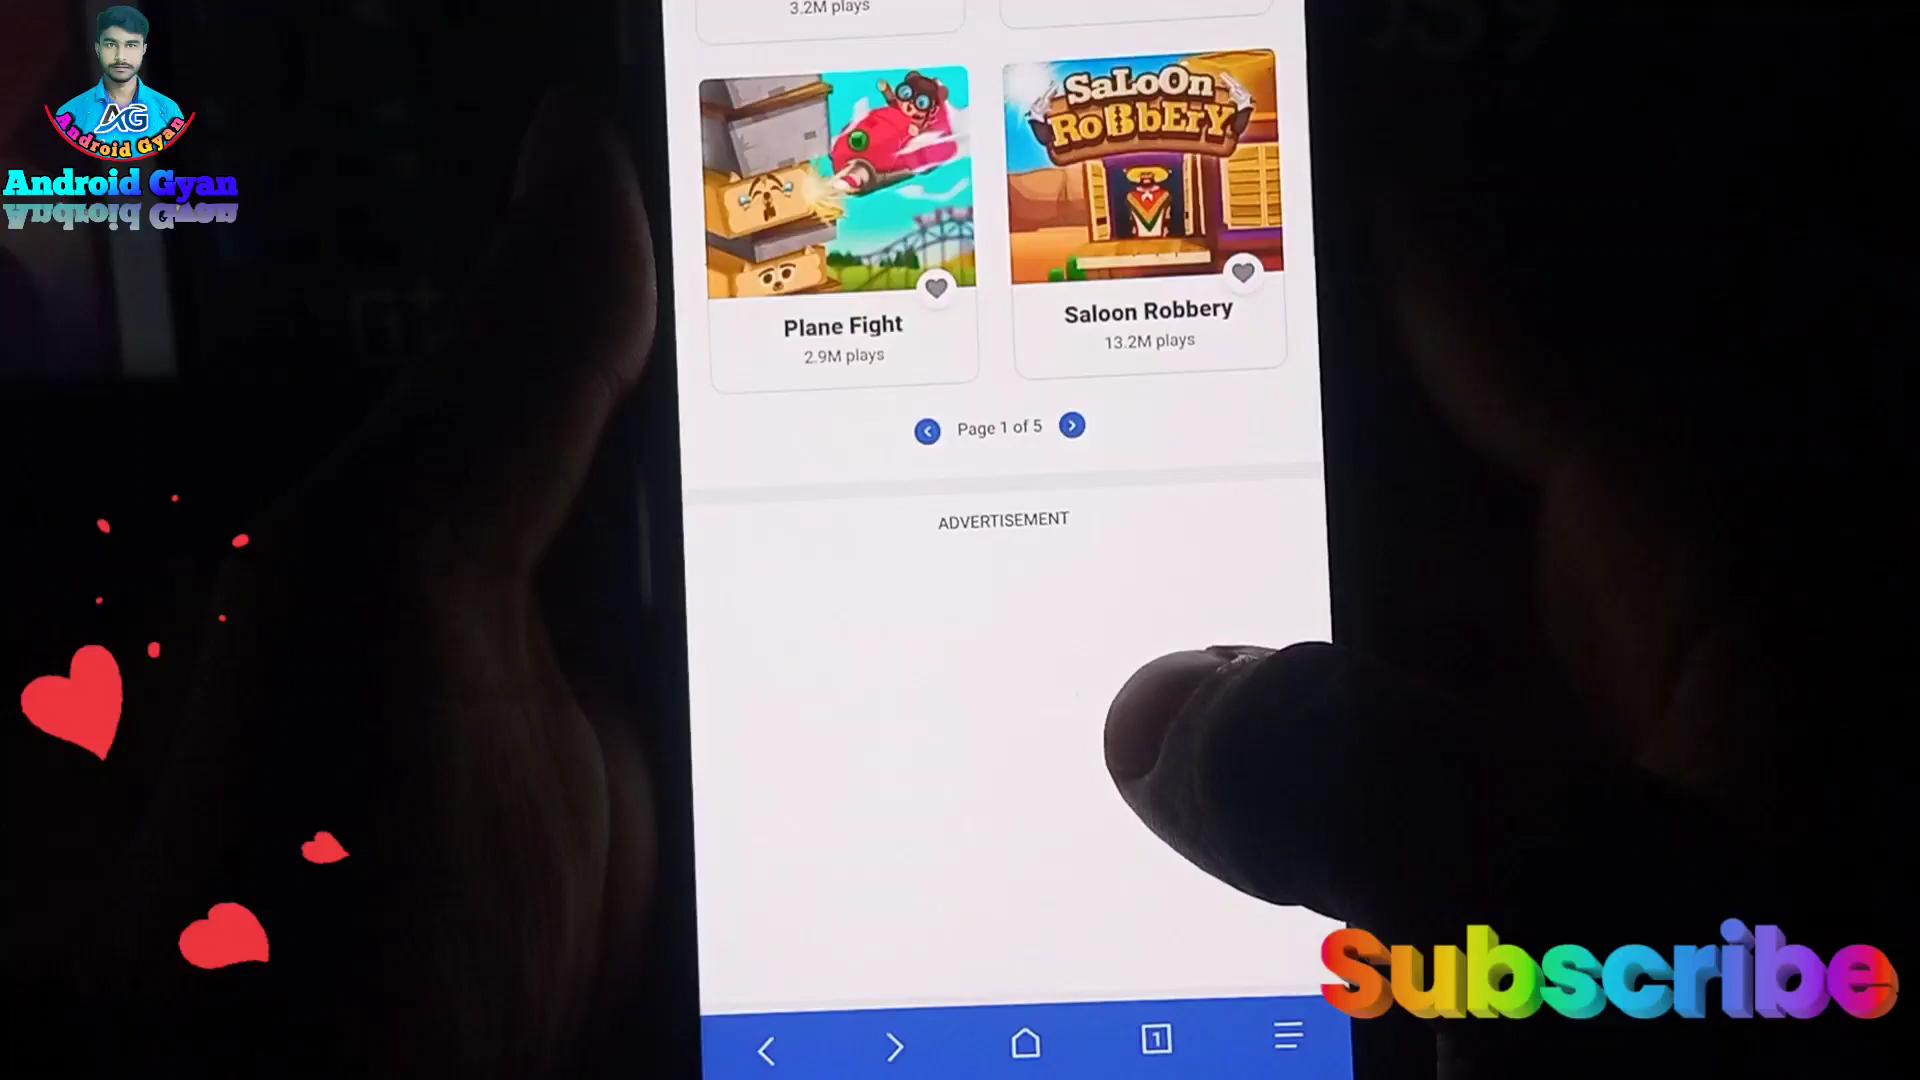 3.2M plays
AG
Android Gyan
Android Gyan
SaLoOn
RoBbErY
Plane Fight
2.9M plays
Saloon Robbery
13.2M plays
Page 1 of 5
ADVERTISEMENT
Subscribe
1